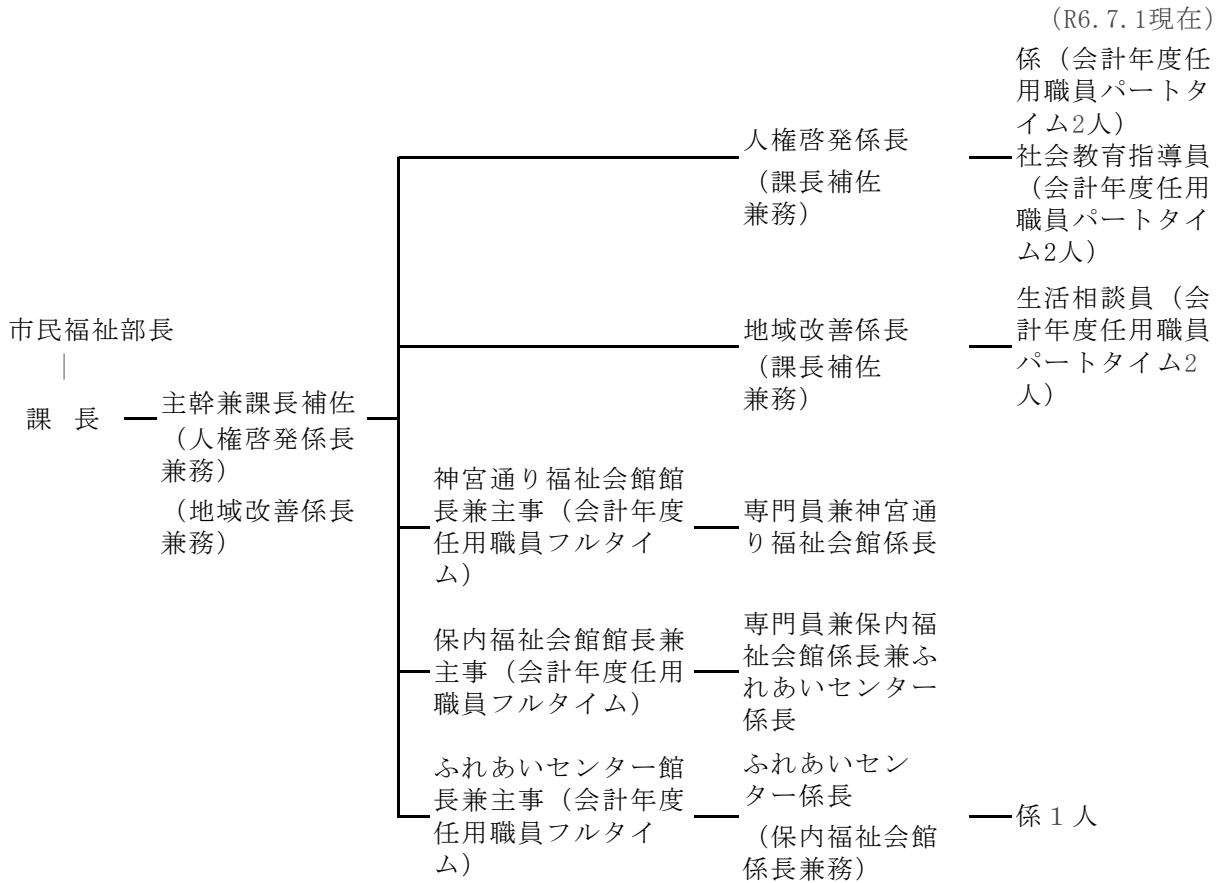 (R6.7.1現在)
係（会計年度任
用職員パートタ
イム2人）
人権啓発係長
（課長補佐
兼務）
社会教育指導員
（会計年度任用
職員パートタイ
ム2人）
市民福祉部長
｜
課　長
主幹兼課長補佐
（人権啓発係長
兼務）
（地域改善係長
兼務）
地域改善係長
（課長補佐
兼務）
生活相談員（会
計年度任用職員
パートタイム2
人）
神宮通り福祉会館館
長兼主事（会計年度
任用職員フルタイ
ム）
専門員兼神宮通
り福祉会館係長
保内福祉会館館長兼
主事（会計年度任用
職員フルタイム）
専門員兼保内福
祉会館係長兼ふ
れあいセンター
係長
ふれあいセンター館
長兼主事（会計年度
任用職員フルタイ
ム）
ふれあいセン
ター係長
（保内福祉会館
係長兼務）
係１人